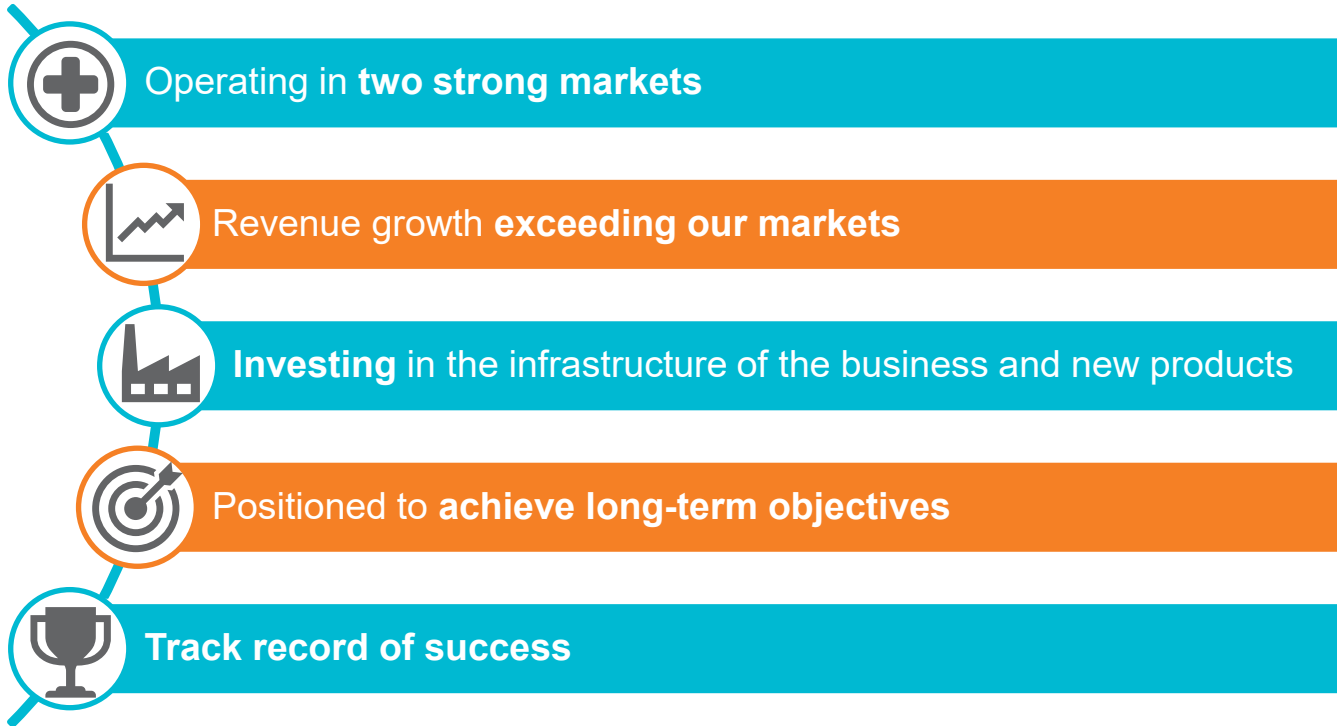 Operating in two strong markets
Revenue growth exceeding our markets
Investing in the infrastructure of the business and new products
Positioned to achieve long-term objectives
Track record of success